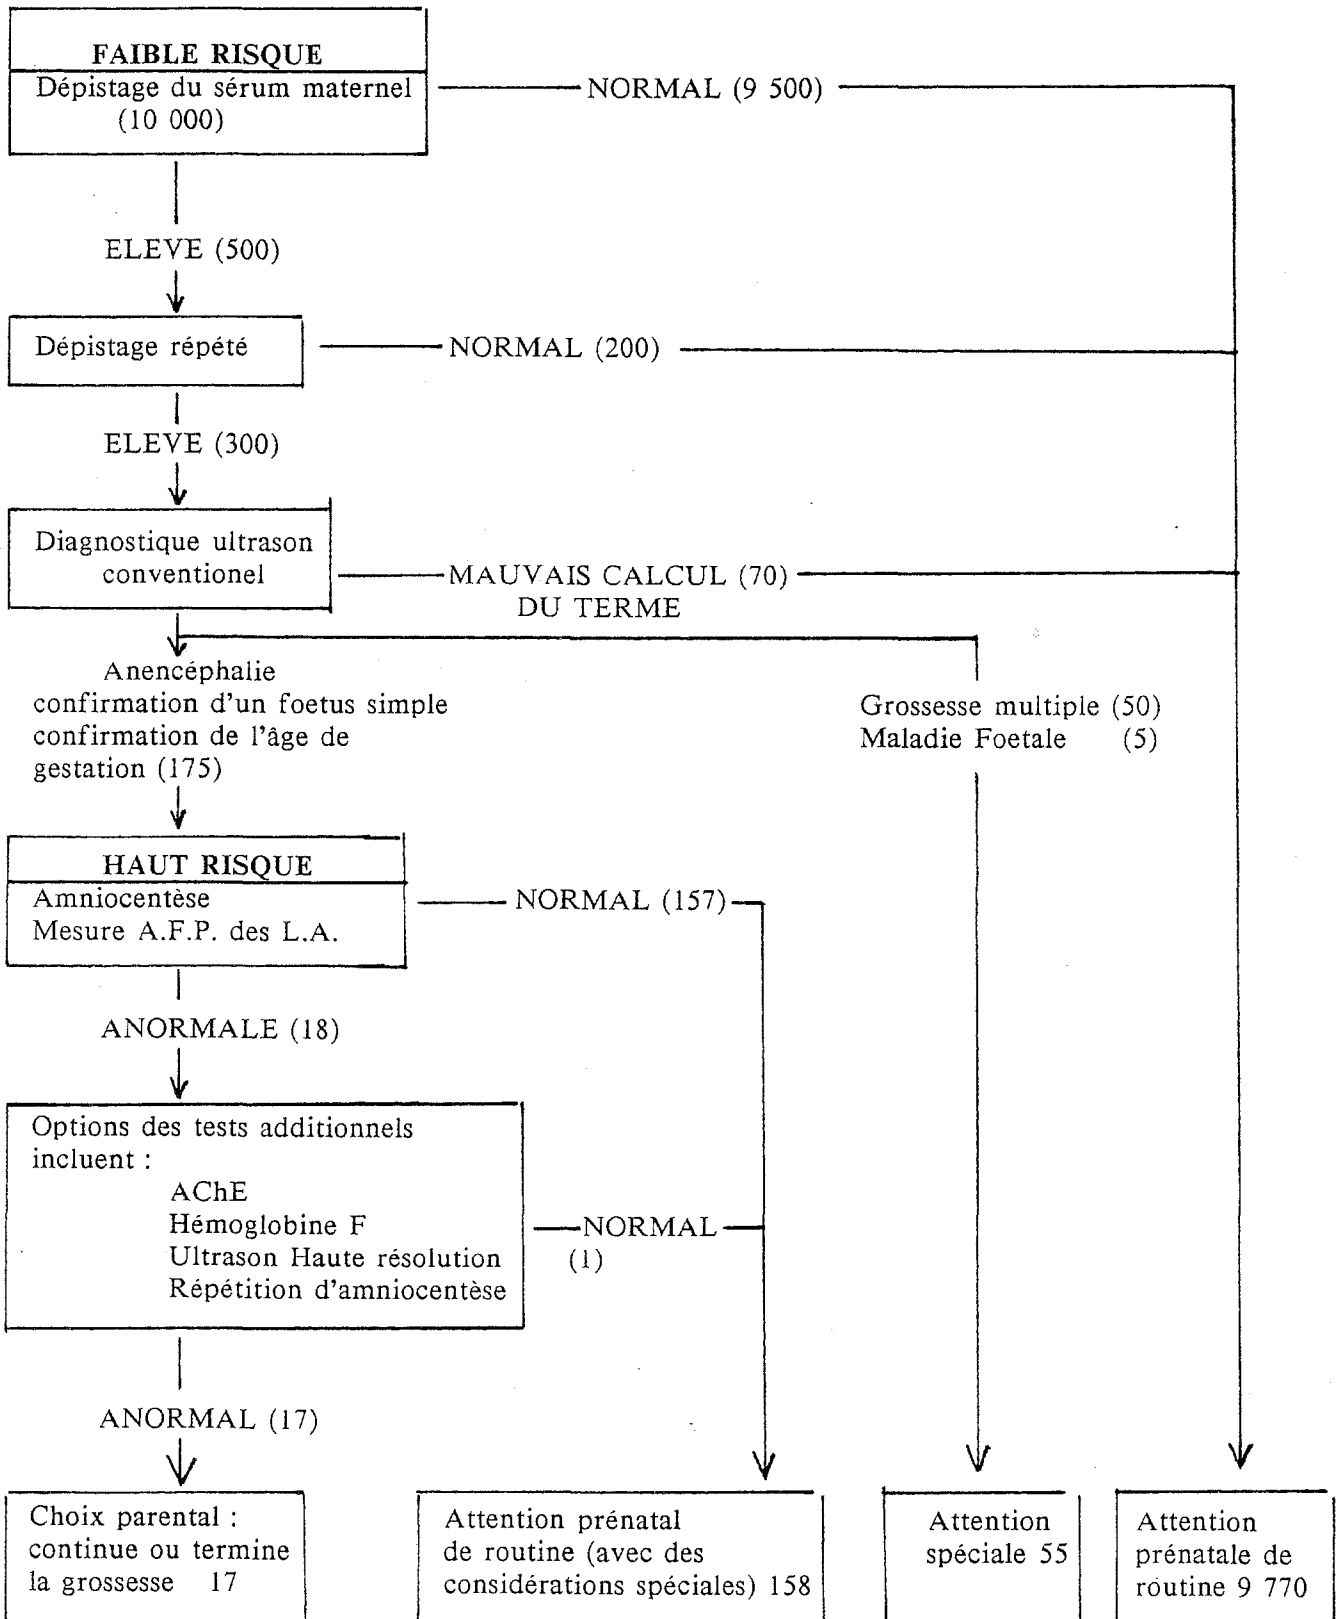 FAIBLE RISQUE
Dépistage du sérum maternel
(10 000)
NORMAL (9 500)
ELEVE (500)
Dépistage répété
NORMAL (200)
ELEVE (300)
Diagnostique ultrason
conventionel
MAUVAIS CALCUL (70)
DU TERME
Anencéphalie
confirmation d'un foetus simple
confirmation de l'âge de
gestation (175)
Grossesse multiple (50)
Maladie Foetale (5)
HAUT RISQUE
Amniocentèse
Mesure A.F.P. des L.A.
NORMAL (157)
ANORMALE (18)
Options des tests additionnels
incluent :
AChE
Hémoglobine F
Ultrason Haute résolution
Répétition d'amniocentèse
NORMAL
(1)
ANORMAL (17)
Choix parental :
continue ou termine
la grossesse 17
Attention prénatal
de routine (avec des
considérations spéciales) 158
Attention
spéciale 55
Attention
prénatale de
routine 9 770